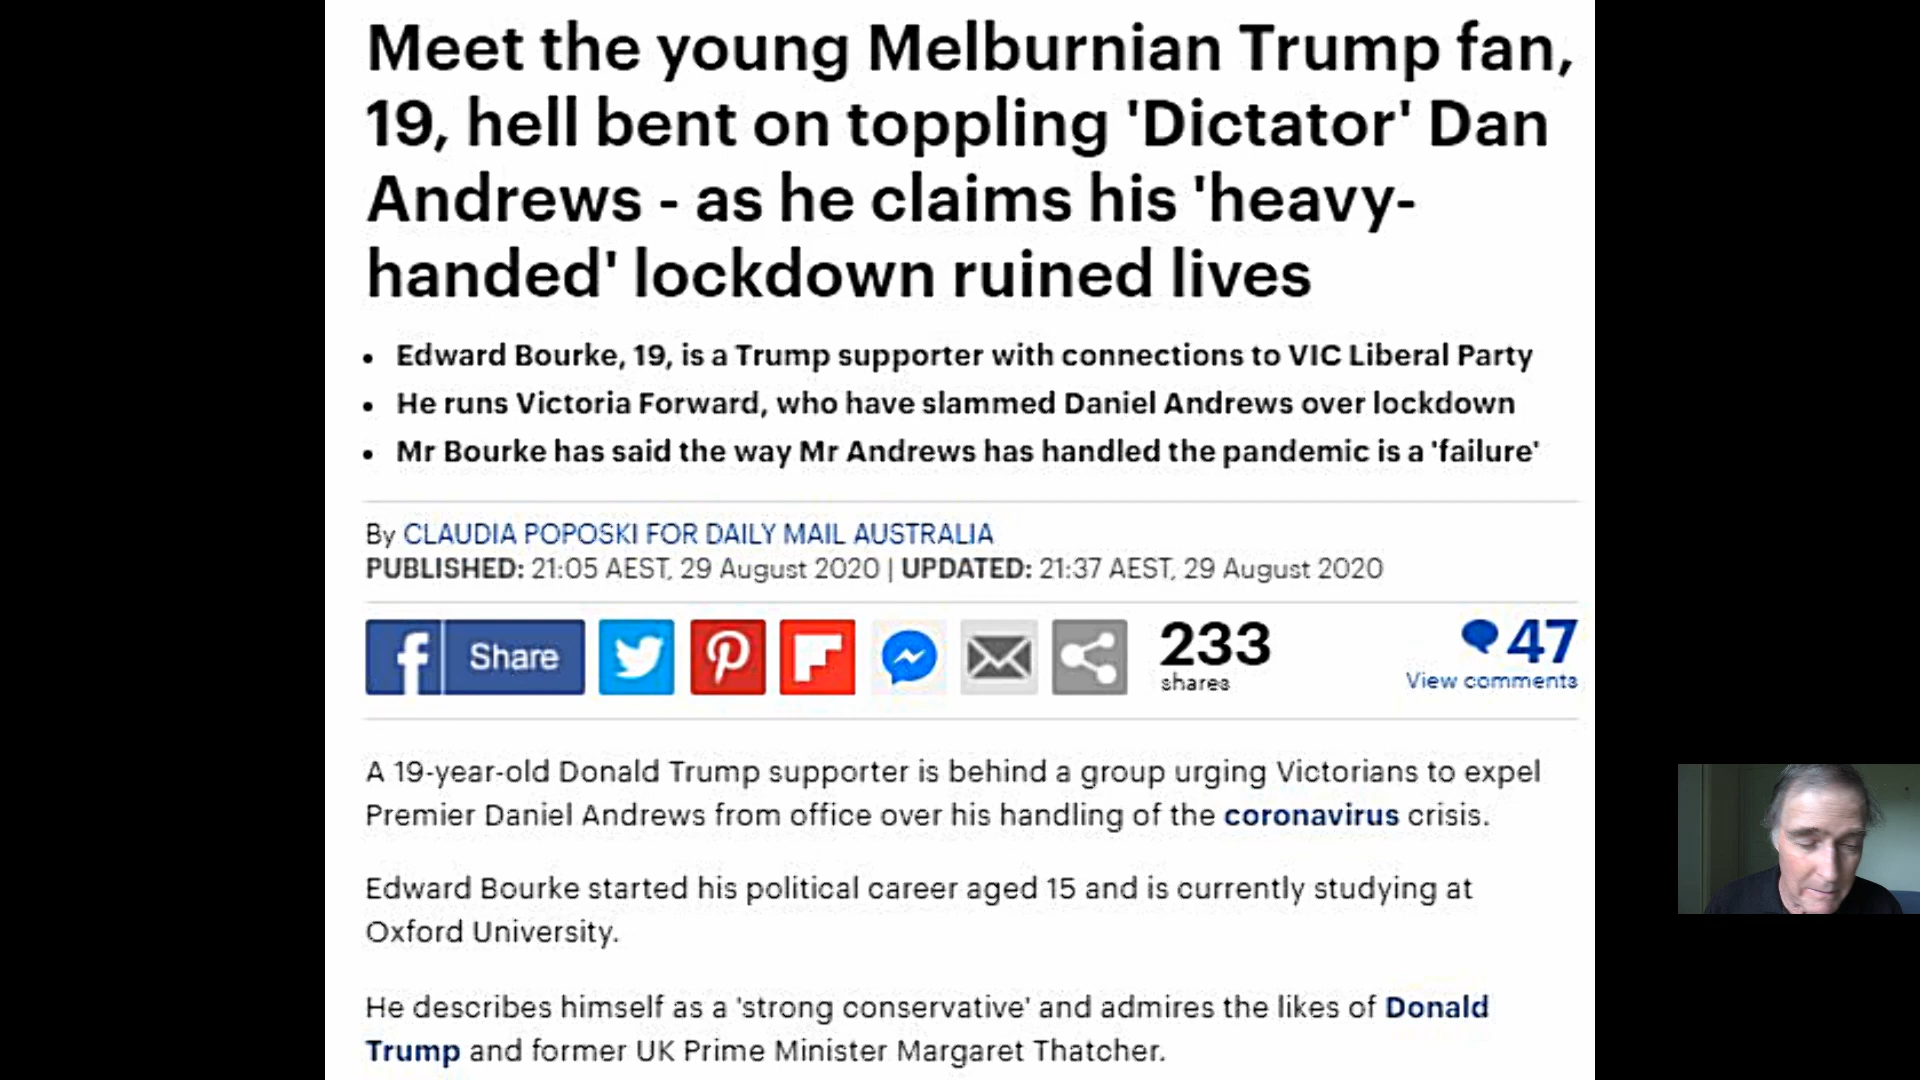 Meet the young Melburnian Trump fan,
19, hell bent on toppling 'Dictator' Dan
Andrews - as he claims his 'heavy-
handed' lockdown ruined lives
• Edward Bourke, 19, is a Trump supporter with connections to VIC Liberal Party
• He runs Victoria Forward, who have slammed Daniel Andrews over lockdown
• Mr Bourke has said the way Mr Andrews has handled the pandemic is a 'failure'
By CLAUDIA POPOSKI FOR DAILY MAIL AUSTRALIA
PUBLISHED: 21:05 AEST, 29 August 2020 | UPDATED: 21:37 AEST, 29 August 2020
f Share 233 47
shares View comments
A 19-year-old Donald Trump supporter is behind a group urging Victorians to expel
Premier Daniel Andrews from office over his handling of the coronavirus crisis.
Edward Bourke started his political career aged 15 and is currently studying at
Oxford University.
He describes himself as a 'strong conservative' and admires the likes of Donald
Trump and former UK Prime Minister Margaret Thatcher.